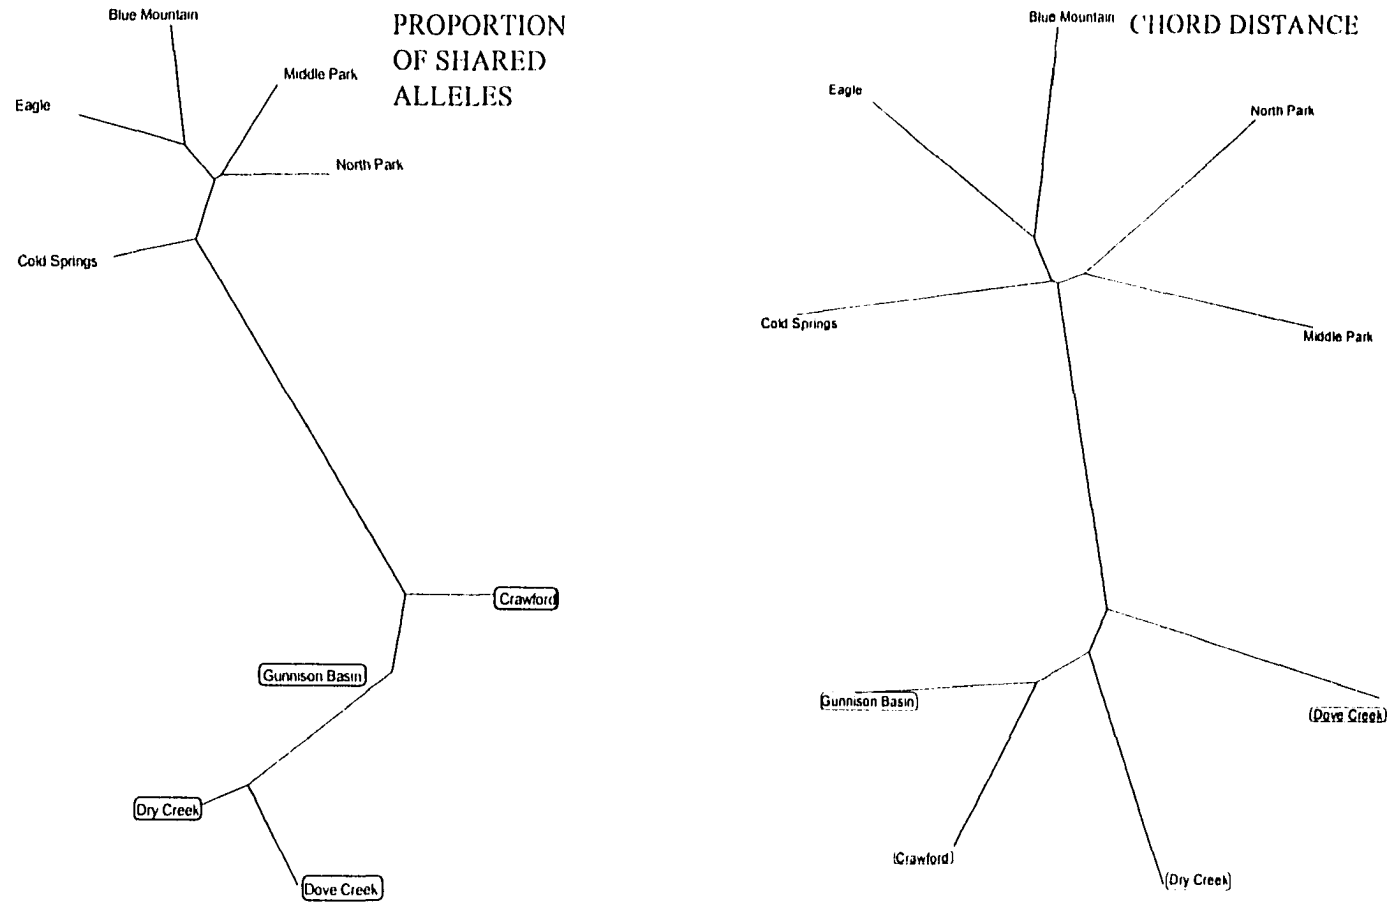 PROPORTION
OF SHARED
ALLELES
Blue Mountain
Middle Park
Eagle
North Park
Cold Springs
Crawford
Gunnison Basin
Dry Creek
Dove Creek
CHORD DISTANCE
Blue Mountain
Eagle
North Park
Cold Springs
Middle Park
Gunnison Basin
Dove Creek
Crawford
Dry Creek